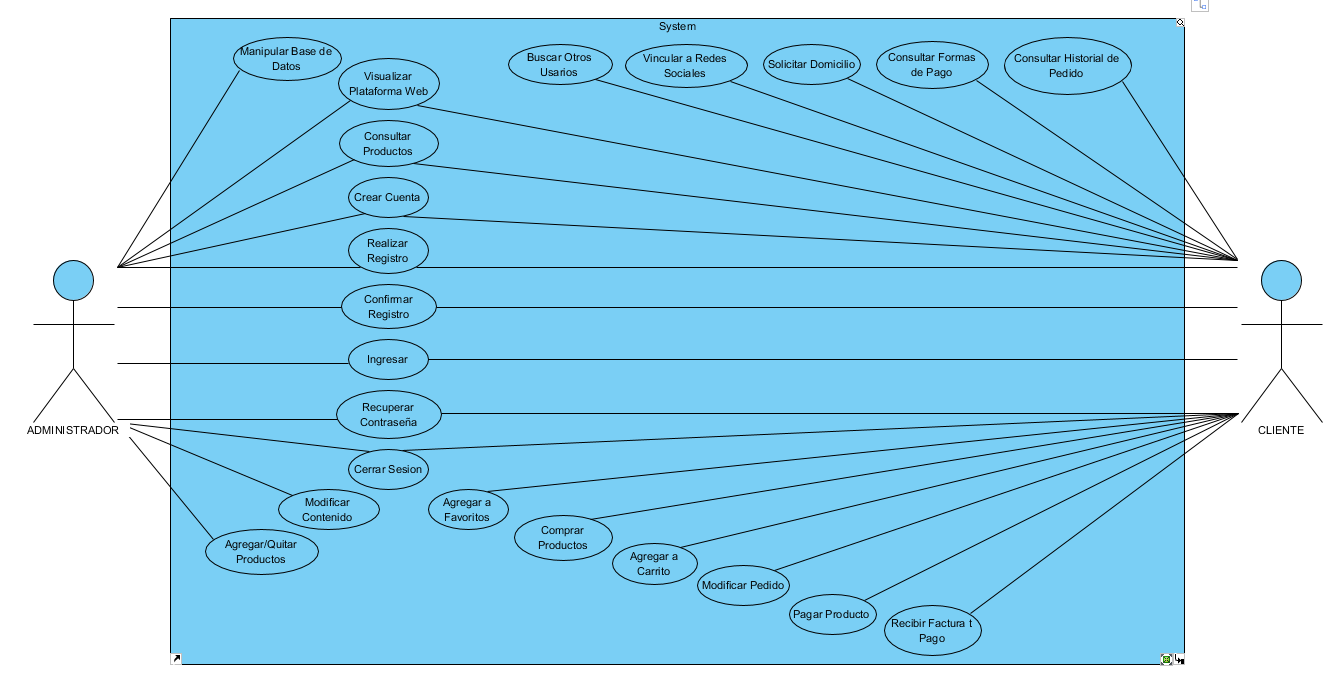 System
Manipular Base de
Datos
Visualizar
Plataforma Web
Buscar Otros
Usarios
Vincular a Redes
Sociales
Solicitar Domicilio
Consultar Formas
de Pago
Consultar Historial de
Pedido
Consultar
Productos
Crear Cuenta
Realizar
Registro
Confirmar
Registro
Ingresar
Recuperar
Contraseña
ADMINISTRADOR
CLIENTE
Cerrar Sesion
Modificar
Contenido
Agregar a
Favoritos
Agregar/Quitar
Productos
Comprar
Productos
Agregar a
Carrito
Modificar Pedido
Pagar Producto
Recibir Factura t
Pago